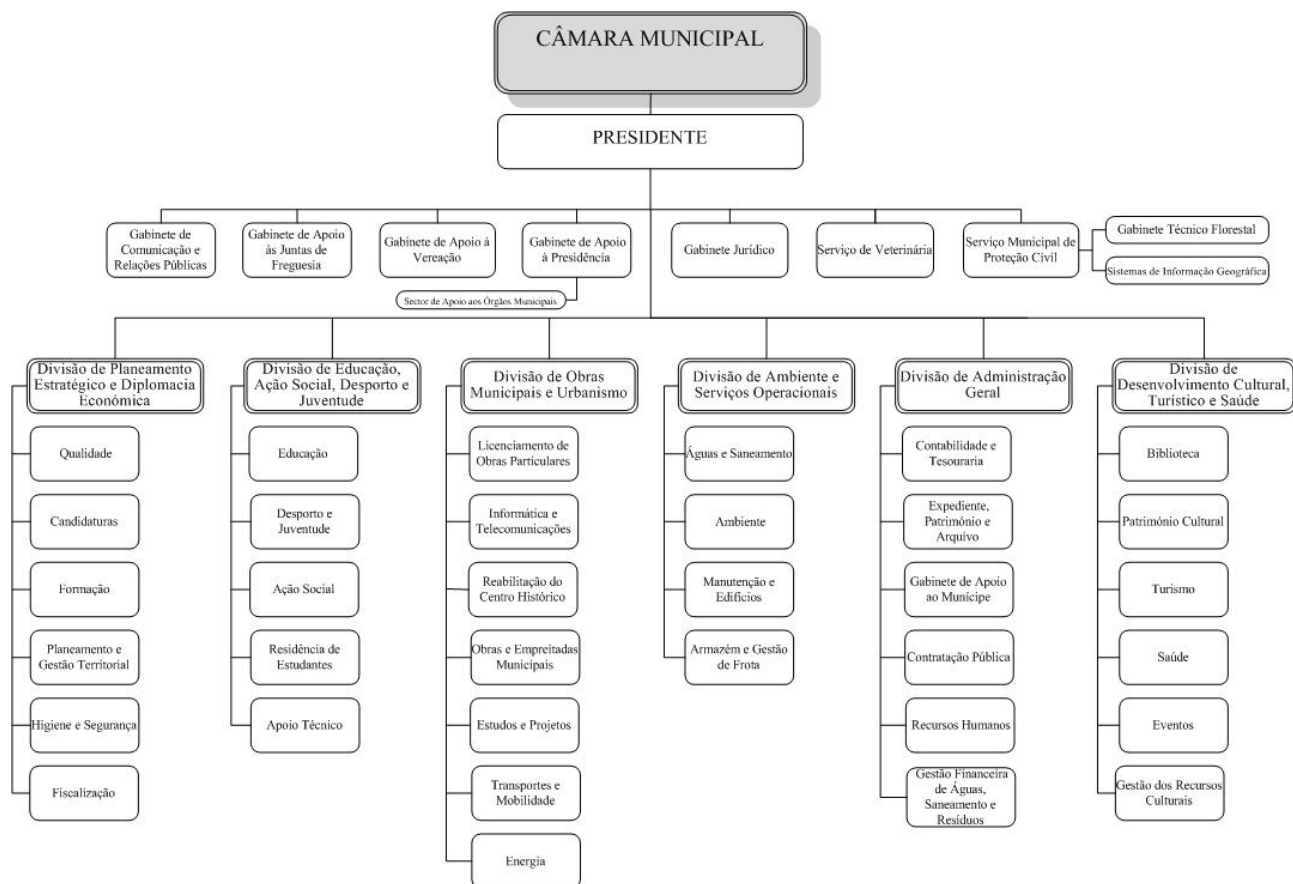 CÂMARA MUNICIPAL
PRESIDENTE
Gabinete de
Comunicação e
Relações Públicas
Gabinete de Apoio
às Juntas de
Freguesia
Gabinete de Apoio à
Vereação
Gabinete de Apoio
à Presidência
Gabinete Jurídico
Serviço de Veterinária
Serviço Municipal de
Proteção Civil
Gabinete Técnico Florestal
Sistemas de Informação Geográfica
Sector de Apoio aos Órgãos Municipais
Divisão de Planeamento
Estratégico e Diplomacia
Económica
Qualidade
Candidaturas
Formação
Planeamento e
Gestão Territorial
Higiene e Segurança
Fiscalização
Divisão de Educação,
Ação Social, Desporto e
Juventude
Educação
Desporto e
Juventude
Ação Social
Residência de
Estudantes
Apoio Técnico
Divisão de Obras
Municipais e Urbanismo
Licenciamento de
Obras Particulares
Informática e
Telecomunicações
Reabilitação do
Centro Histórico
Obras e Empreitadas
Municipais
Estudos e Projetos
Transportes e
Mobilidade
Energia
Divisão de Ambiente e
Serviços Operacionais
Águas e Saneamento
Ambiente
Manutenção e
Edifícios
Armazém e Gestão
de Frota
Divisão de Administração
Geral
Contabilidade e
Tesouraria
Expediente,
Património e
Arquivo
Gabinete de Apoio
ao Munícipe
Contratação Pública
Recursos Humanos
Gestão Financeira
de Águas,
Saneamento e
Resíduos
Divisão de
Desenvolvimento Cultural,
Turístico e Saúde
Biblioteca
Património Cultural
Turismo
Saúde
Eventos
Gestão dos Recursos
Culturais